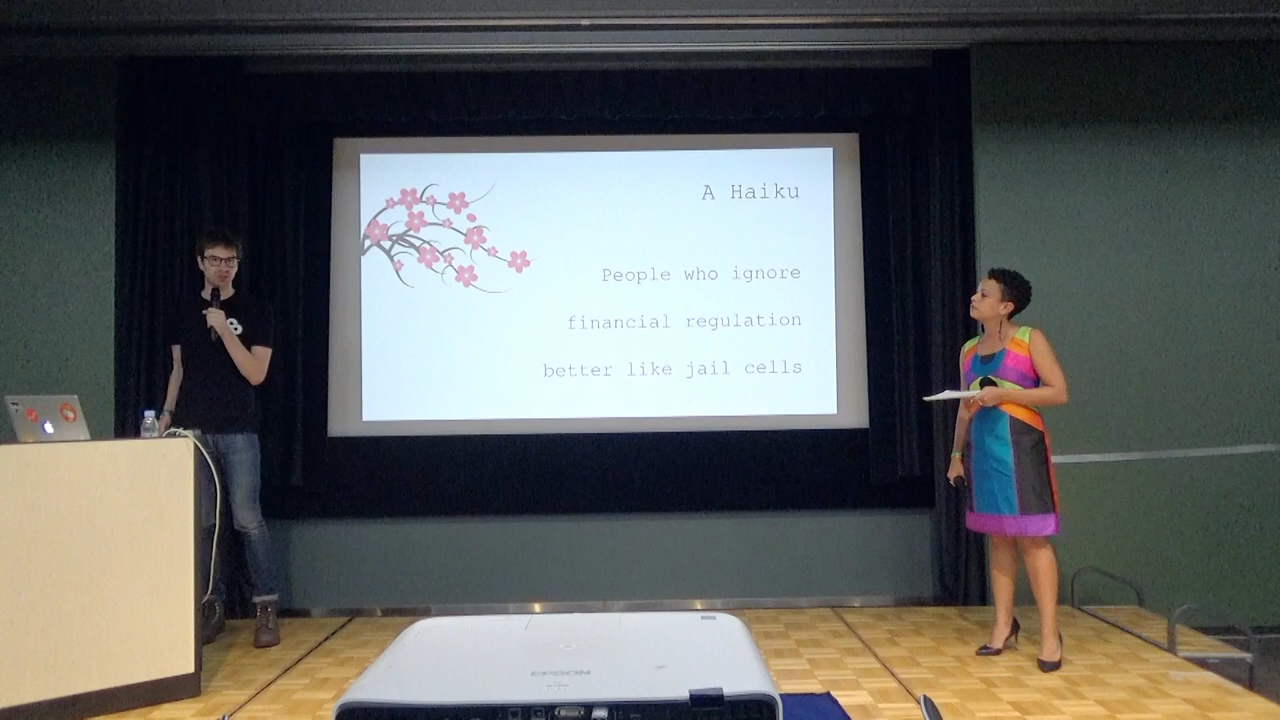 A Haiku
People who ignore
financial regulation
better like jail cells
EPSON